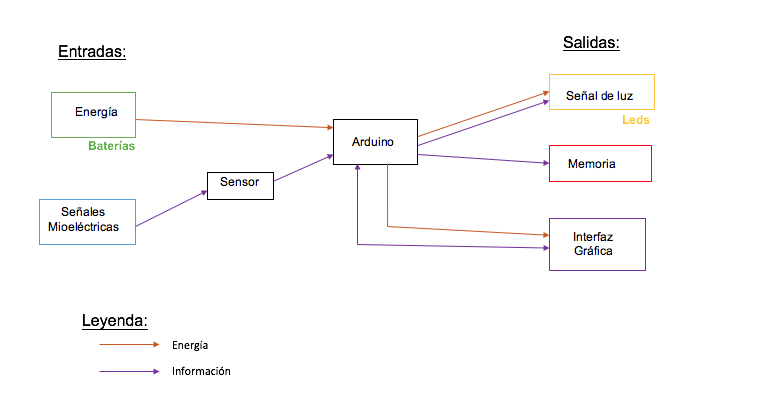 Entradas:
Salidas:
Energía
Baterías
Señal de luz
Leds
Arduino
Memoria
Sensor
Señales
Mioeléctricas
Interfaz
Gráfica
Leyenda:
Energía
Información